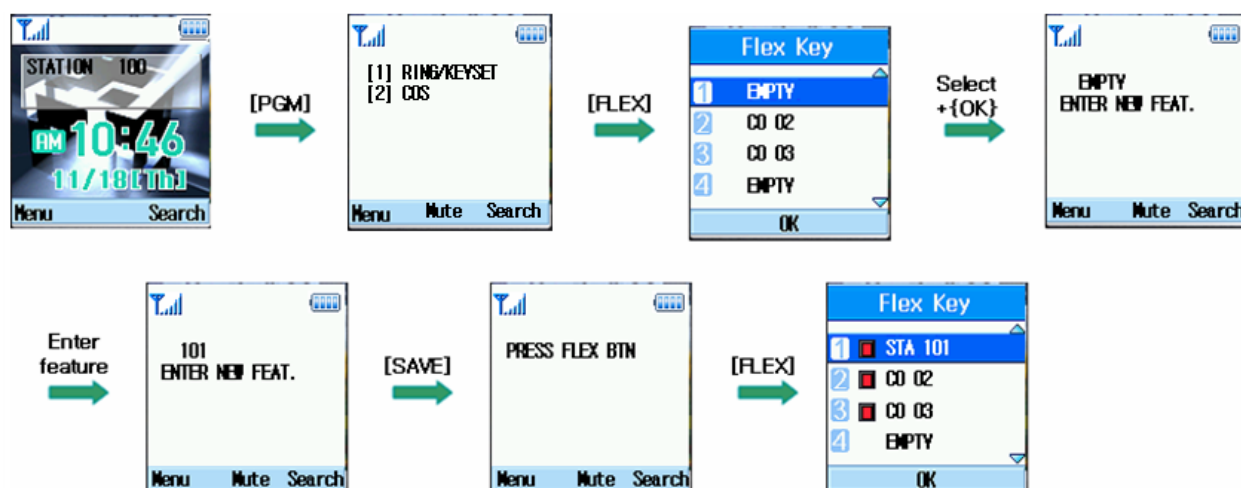 STATION 100
AM 10:46
11/18[Th]
Menu Search
[PGM]
[1] RING/KEYSET
[2] COS
Menu Mute Search
[FLEX]
Flex Key
1 EMPTY
2 CO 02
3 CO 03
4 EMPTY
OK
Select
+{OK}
EMPTY
ENTER NEW FEAT.
Menu Mute Search
Enter
feature
101
ENTER NEW FEAT.
Menu Mute Search
[SAVE]
PRESS FLEX BTN
Menu Mute Search
[FLEX]
Flex Key
1 STA 101
2 CO 02
3 CO 03
4 EMPTY
OK